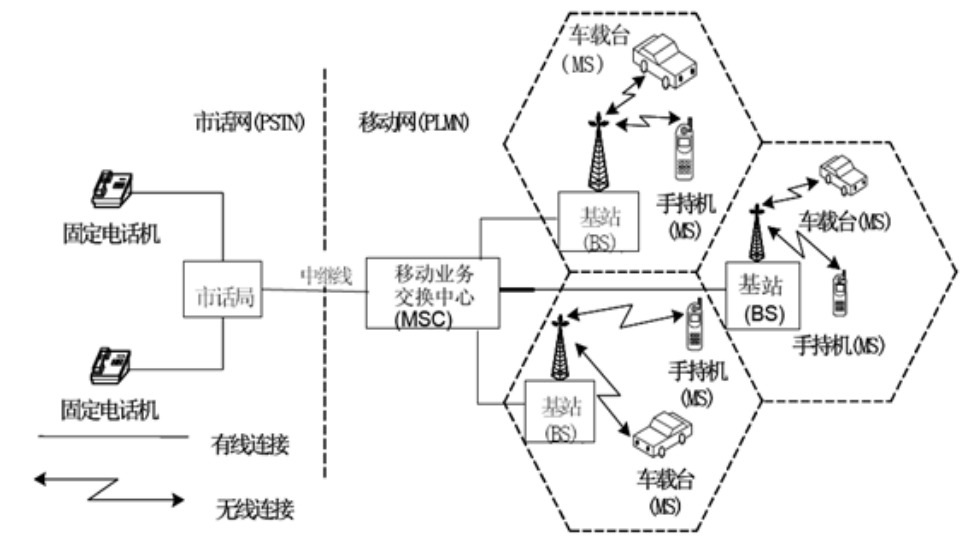 车载台
(MS)
市话网(PSTN)
移动网(PLMN)
手持机
(MS)
基站
(BS)
车载台(MS)
固定电话机
中继线
移动业务
交换中心
(MSC)
市话局
基站
(BS)
手持机(MS)
手持机
(MS)
基站
(BS)
固定电话机
有线连接
车载台
(MS)
无线连接